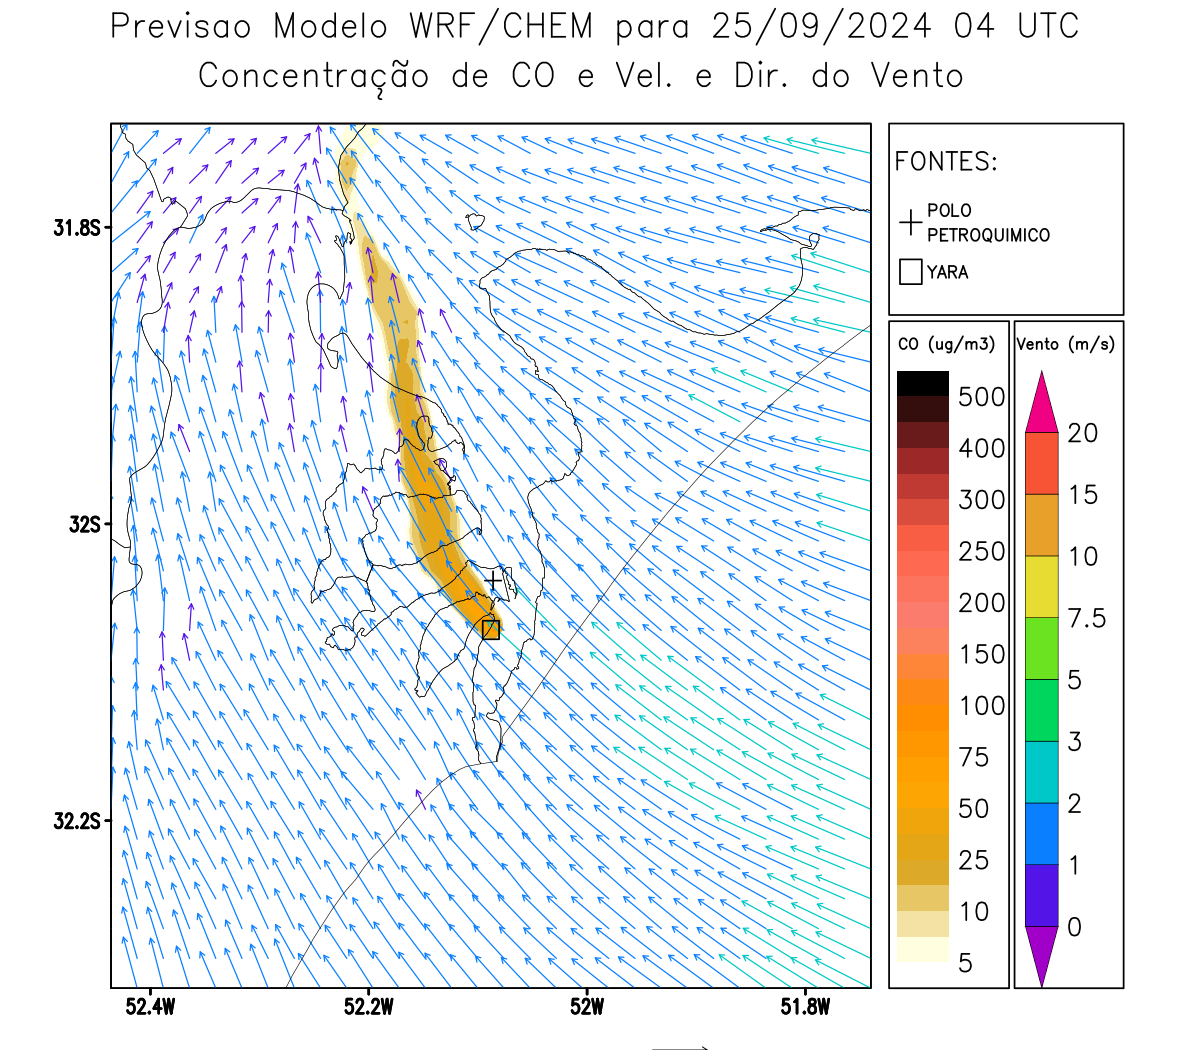 Previsao Modelo WRF/CHEM para 25/09/2024 04 UTC
Concentração de CO e Vel. e Dir. do Vento
FONTES:
POLO
PETROQUIMICO
YARA
CO (ug/m3)
500
400
300
250
200
150
100
75
50
25
10
5
Vento (m/s)
20
15
10
7.5
5
3
2
1
0
31.8S
32S
32.2S
52.4W
52.2W
52W
51.8W